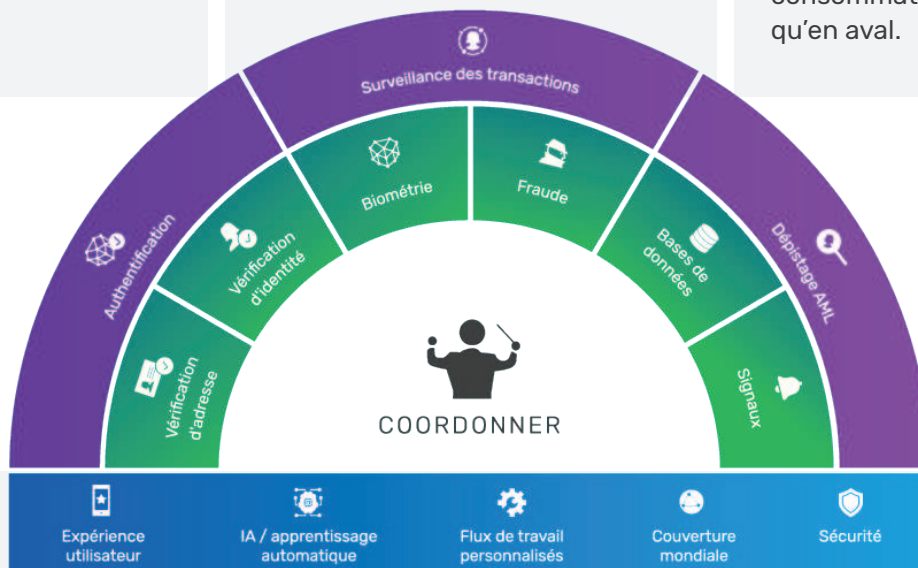 qu'en aval.
Surveillance des transactions
Authentification
Dépistage AML
Biométrie
Fraude
Vérification
d'identité
Bases de
données
Vérification
d'adresse
Signaux
COORDONNER
Expérience
utilisateur
IA / apprentissage
automatique
Flux de travail
personnalisés
Couverture
mondiale
Sécurité